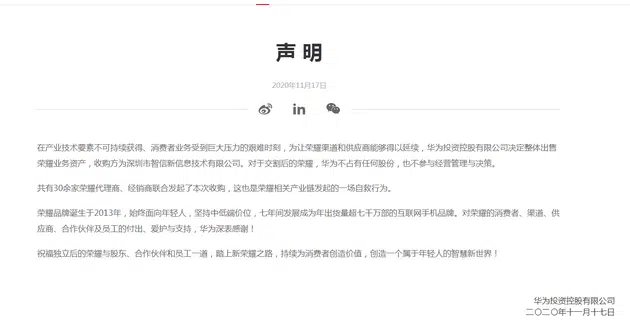 声 明
2020年11月17日
在产业技术要素不可持续获得、消费者业务受到巨大压力的艰难时刻，为让荣耀渠道和供应商能够得以延续，华为投资控股有限公司决定整体出售
荣耀业务资产，收购方为深圳市智信新信息技术有限公司。对于交割后的荣耀，华为不占有任何股份，也不参与经营管理与决策。
共有30余家荣耀代理商、经销商联合发起了本次收购，这也是荣耀相关产业链发起的一场自救行为。
荣耀品牌诞生于2013年，始终面向年轻人，坚持中低端价位，七年间发展成为年出货量超七千万部的互联网手机品牌。对荣耀的消费者、渠道、供
应商、合作伙伴及员工的付出、爱护与支持，华为深表感谢！
祝福独立后的荣耀与股东、合作伙伴和员工一道，踏上新荣耀之路，持续为消费者创造价值，创造一个属于年轻人的智慧新世界！
华为投资控股有限公司
二〇二〇年十一月十七日